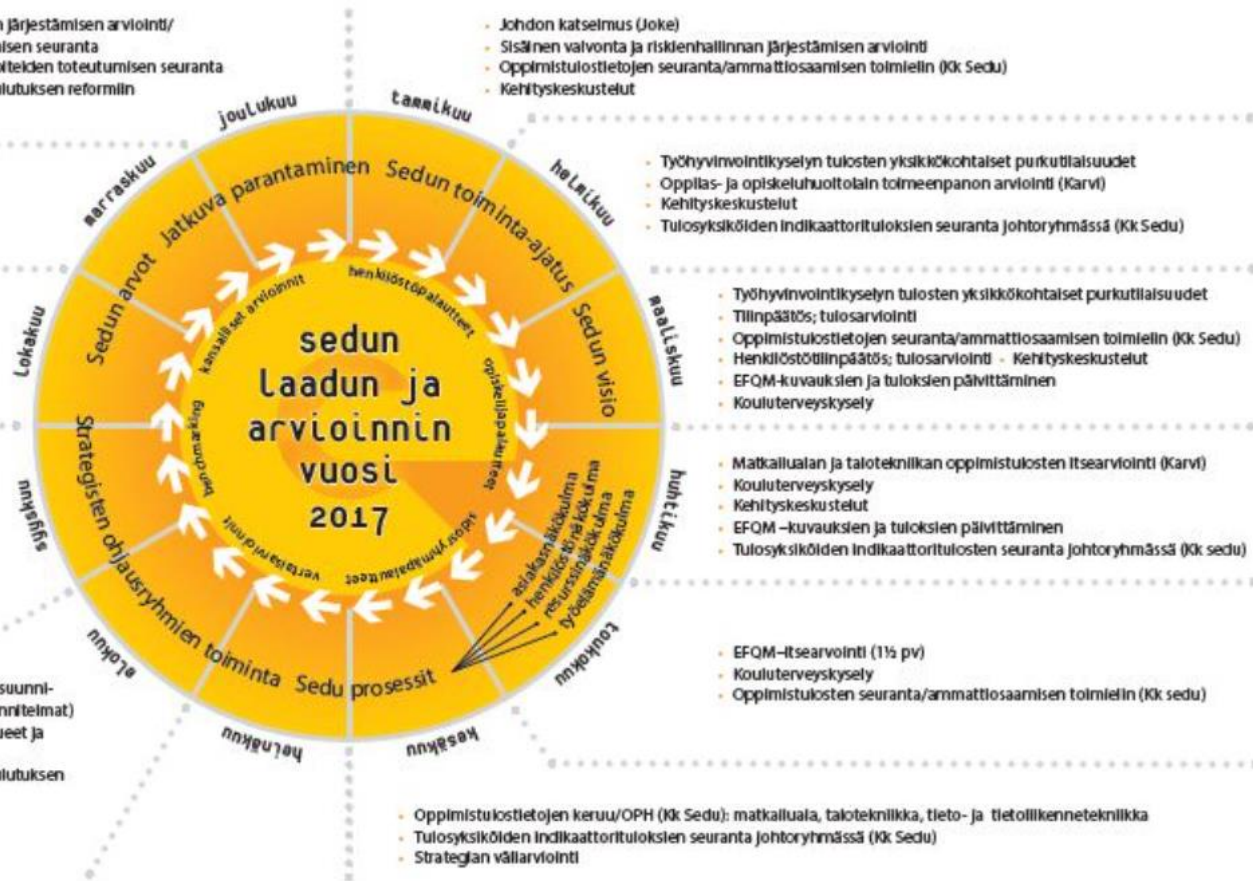 n järjestämisen arviointi/
isen seuranta
oitteiden toteutumisen seuranta
ulutuksen reformiin
Johdon katselmus (Joke)
Sisäinen valvonta ja riskienhallinnan järjestämisen arviointi
Oppimistulostietojen seuranta/ammattiosaamisen toimielin (Kk Sedu)
Kehityskeskustelut
joulukuu
tammikuu
marraskuu
helmikuu
lokakuu
maaliskuu
syyskuu
huhtikuu
elokuu
toukokuu
heinäkuu
kesäkuu
Jatkuva parantaminen
Sedun toiminta-ajatus
Sedun arvot
Sedun visio
Strategisten ohjausryhmien toiminta
Sedu prosessit
asiakasnäkökulma
henkilöstönäkökulma
resurssinäkökulma
työelämänäkökulma
kansalliset arvioinnit
henkilöstöpalautteet
opiskelijapalautteet
benchmarking
vertaisarvioinnit
sidosryhmäpalautteet
sedun
laadun ja
arvioinnin
vuosi
2017
Työhyvinvointikyselyn tulosten yksikkökohtaiset purkutilaisuudet
Oppilas- ja opiskeluhuoltolain toimeenpanon arviointi (Karvi)
Kehityskeskustelut
Tulosyksiköiden indikaattorituloksien seuranta johtoryhmässä (Kk Sedu)
Työhyvinvointikyselyn tulosten yksikkökohtaiset purkutilaisuudet
Tilinpäätös; tulosarviointi
Oppimistulostietojen seuranta/ammattiosaamisen toimielin (Kk Sedu)
Henkilöstötilinpäätös; tulosarviointi • Kehityskeskustelut
EFQM-kuvauksien ja tuloksien päivittäminen
Kouluterveyskysely
Matkailualan ja talotekniikan oppimistulosten itsearviointi (Karvi)
Kouluterveyskysely
Kehityskeskustelut
EFQM –kuvauksien ja tuloksien päivittäminen
Tulosyksiköiden indikaattoritulosten seuranta johtoryhmässä (Kk sedu)
EFQM–itsearvointi (1½ pv)
Kouluterveyskysely
Oppimistulosten seuranta/ammattiosaamisen toimielin (Kk sedu)
suunni-
nnitelmat)
ueet ja
ulutuksen
Oppimistulostietojen keruu/OPH (Kk Sedu): matkailuala, talotekniikka, tieto- ja tietoliikennetekniikka
Tulosyksiköiden indikaattorituloksien seuranta johtoryhmässä (Kk Sedu)
Strategian väliarviointi